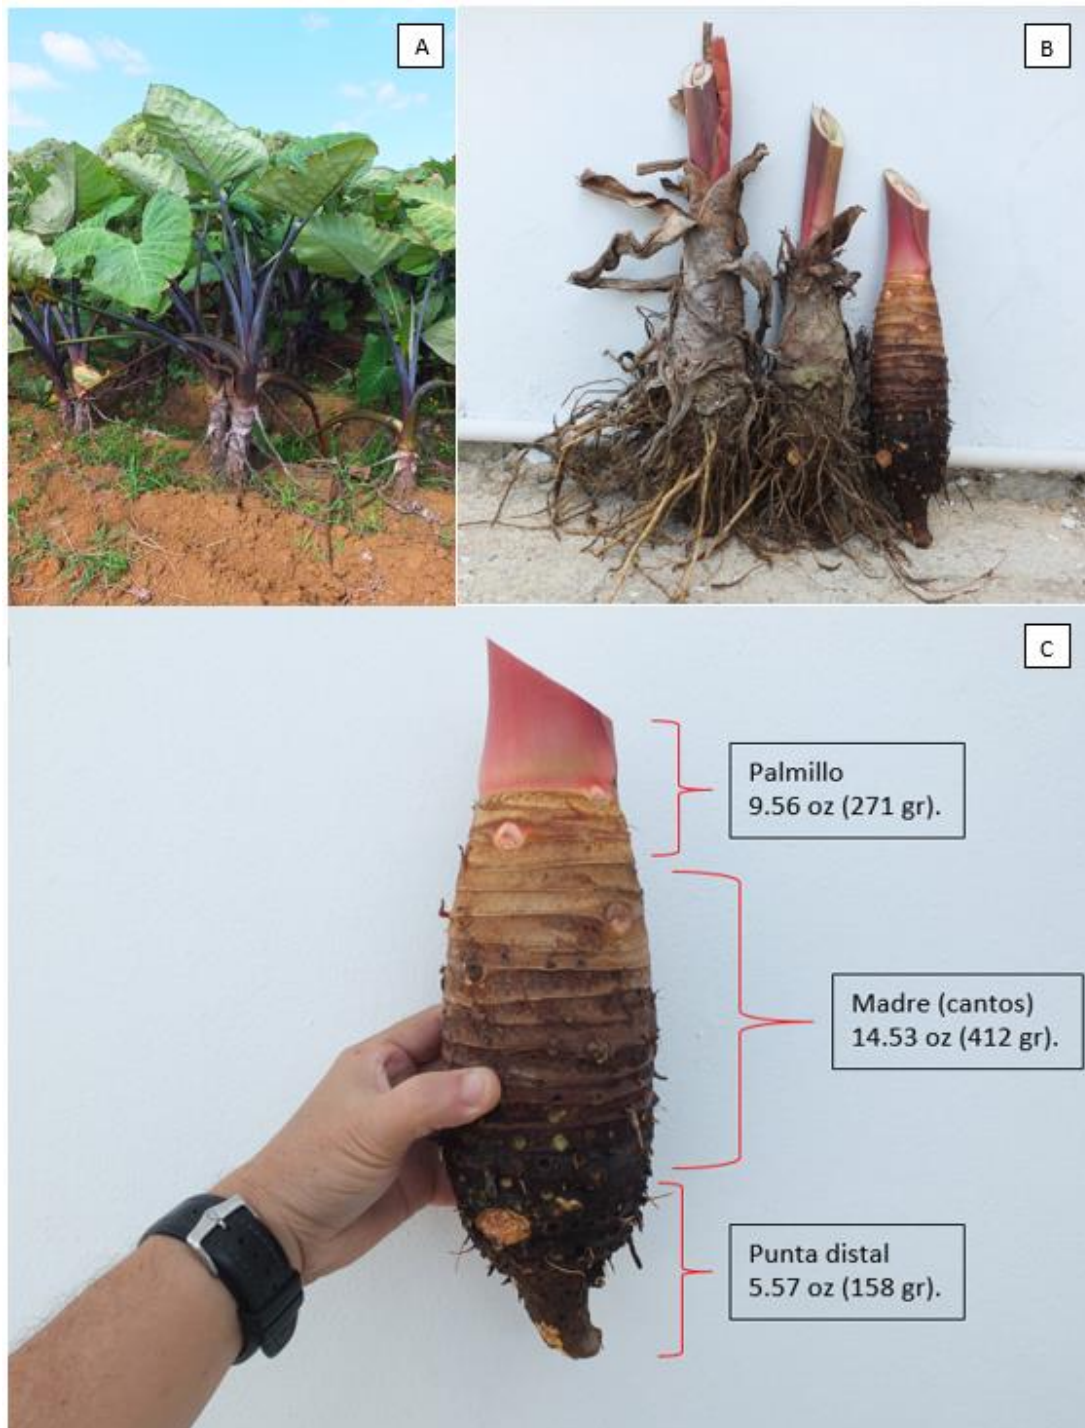 A
B
C
Palmillo
9.56 oz (271 gr).
Madre (cantos)
14.53 oz (412 gr).
Punta distal
5.57 oz (158 gr).